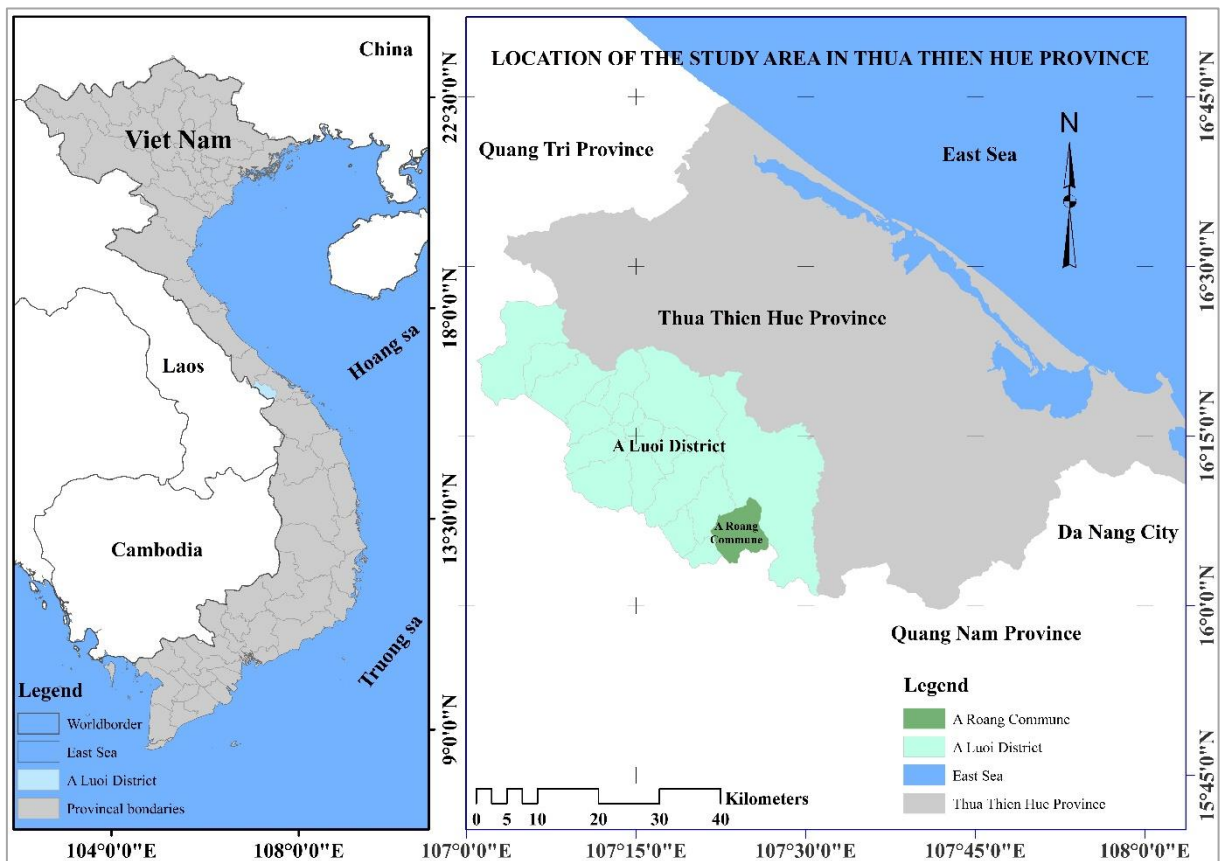 China
Viet Nam
Laos
Hoang sa
Cambodia
Truong sa
Legend
Worldborder
East Sea
A Luoi District
Provincal bondaries
104°0'0"E
108°0'0"E
22°30'0"N
18°0'0"N
13°30'0"N
9°0'0"N
LOCATION OF THE STUDY AREA IN THUA THIEN HUE PROVINCE
N
Quang Tri Province
East Sea
Thua Thien Hue Province
A Luoi District
A Roang
Commune
Da Nang City
Quang Nam Province
Legend
A Roang Commune
A Luoi District
East Sea
Thua Thien Hue Province
Kilometers
0 5 10 20 30 40
107°0'0"E
107°15'0"E
107°30'0"E
107°45'0"E
108°0'0"E
16°45'0"N
16°30'0"N
16°15'0"N
16°0'0"N
15°45'0"N